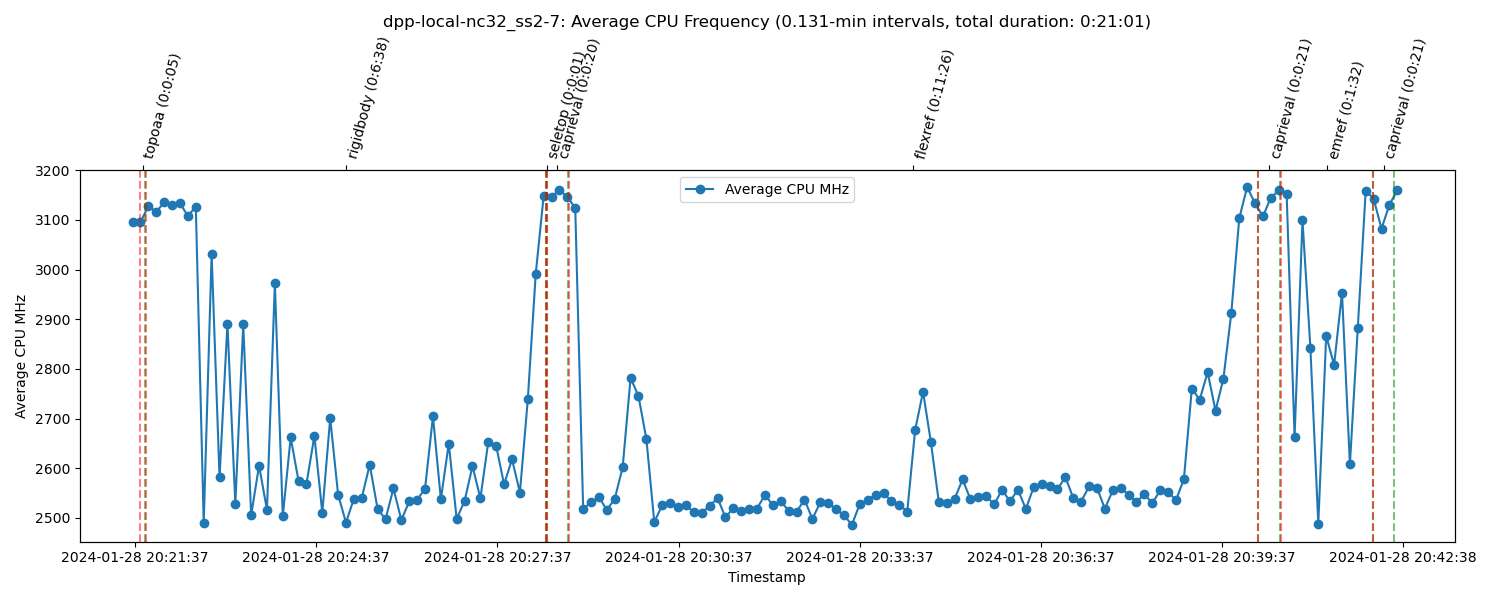 dpp-local-nc32_ss2-7: Average CPU Frequency (0.131-min intervals, total duration: 0:21:01)
topoaa (0:0:05)
rigidbody (0:6:38)
seletop (0:0:01)
caprieval (0:0:20)
flexref (0:11:26)
caprieval (0:0:21)
emref (0:1:32)
caprieval (0:0:21)
Average CPU MHz
3200
3100
3000
2900
2800
2700
2600
2500
Average CPU MHz
2024-01-28 20:21:37
2024-01-28 20:24:37
2024-01-28 20:27:37
2024-01-28 20:30:37
2024-01-28 20:33:37
2024-01-28 20:36:37
2024-01-28 20:39:37
2024-01-28 20:42:38
Timestamp